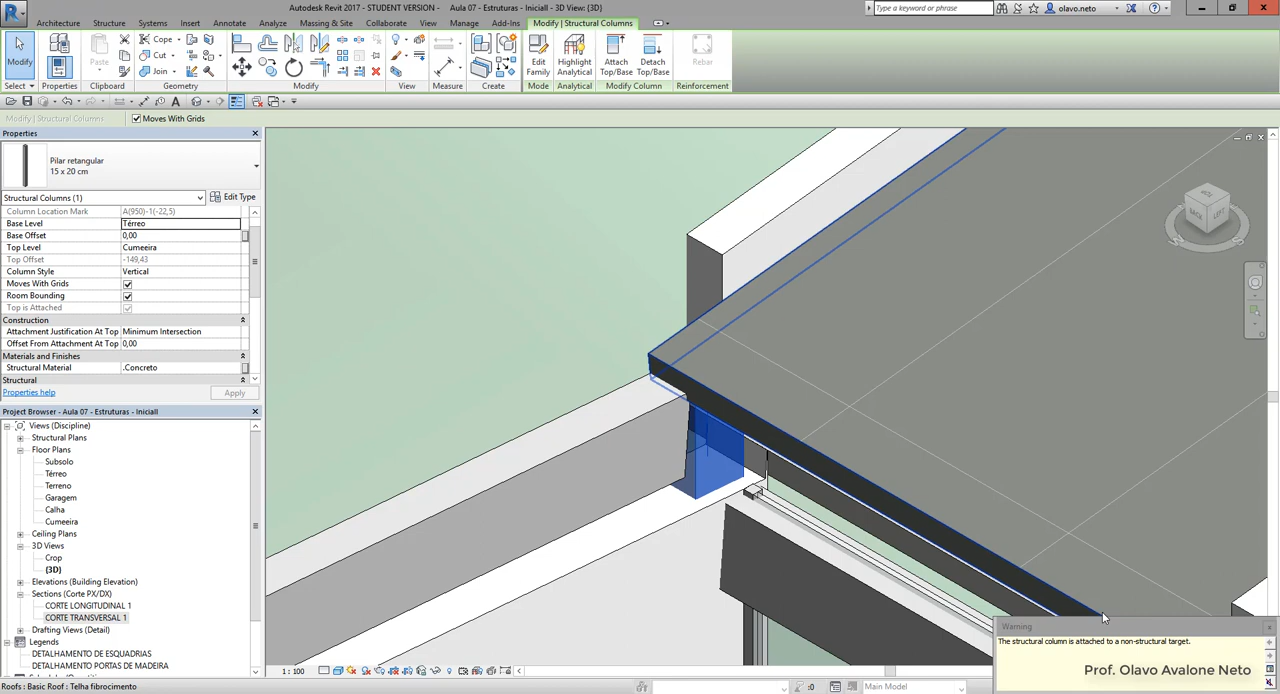 Autodesk Revit 2017 - STUDENT VERSION - Aula 07 - Estruturas - Iniciall - 3D View: {3D}
Type a keyword or phrase
olavo.neto
Architecture Structure Systems Insert Annotate Analyze Massing & Site Collaborate View Manage Add-Ins Modify | Structural Columns
Modify
Paste
Cope
Cut
Join
Edit
Family
Highlight
Analytical
Attach
Top/Base
Detach
Top/Base
Rebar
Select Properties Clipboard Geometry Modify View Measure Create Mode Analytical Modify Column Reinforcement
Modify | Structural Columns
Moves With Grids
Properties
Pilar retangular
15 x 20 cm
Structural Columns (1) Edit Type
Column Location Mark A(950)-1(-22,5)
Base Level Térreo
Base Offset 0,00
Top Level Cumeeira
Top Offset -149,43
Column Style Vertical
Moves With Grids
Room Bounding
Top is Attached
Construction
Attachment Justification At Top Minimum Intersection
Offset From Attachment At Top 0,00
Materials and Finishes
Structural Material .Concreto
Structural
Properties help Apply
Project Browser - Aula 07 - Estruturas - Iniciall
Views (Discipline)
Structural Plans
Floor Plans
Subsolo
Térreo
Terreno
Garagem
Calha
Cumeeira
Ceiling Plans
3D Views
Crop
{3D}
Elevations (Building Elevation)
Sections (Corte PX/DX)
CORTE LONGITUDINAL 1
CORTE TRANSVERSAL 1
Drafting Views (Detail)
Legends
DETALHAMENTO DE ESQUADRIAS
DETALHAMENTO PORTAS DE MADEIRA
BACK LEFT
Warning
The structural column is attached to a non-structural target.
Prof. Olavo Avalone Neto
1 : 100
Roofs : Basic Roof : Telha fibrocimento
:0 Main Model